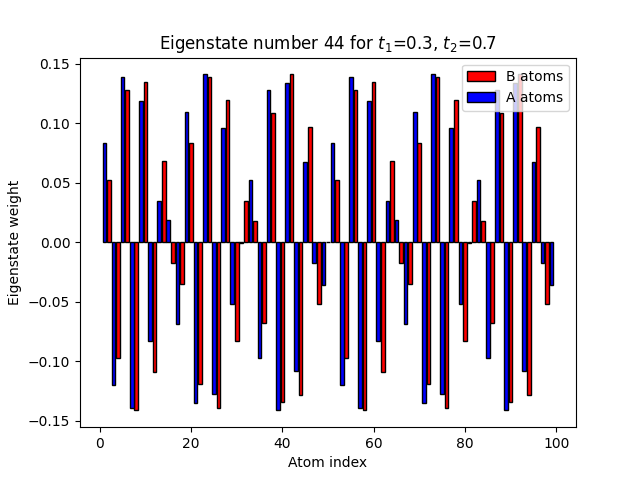 Eigenstate number 44 for t₁=0.3, t₂=0.7
Eigenstate weight
0.15
0.10
0.05
0.00
−0.05
−0.10
−0.15
B atoms
A atoms
0 20 40 60 80 100
Atom index